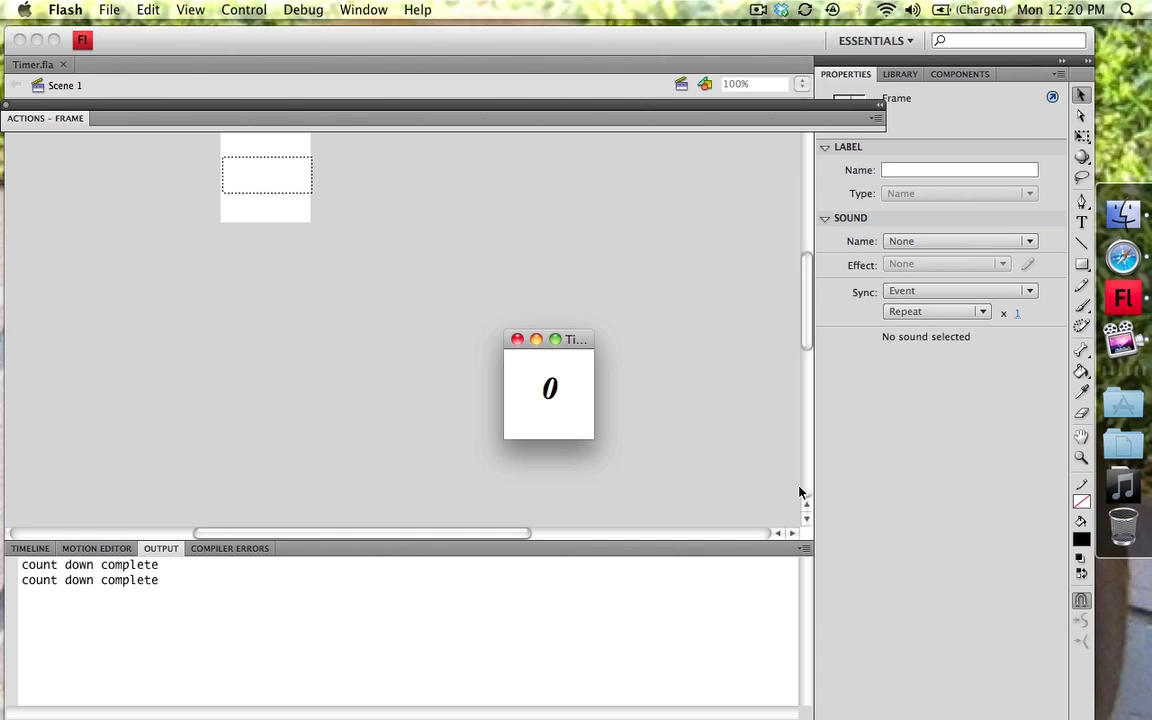 Flash File Edit View Control Debug Window Help (Charged) Mon 12:20 PM
Fl ESSENTIALS
Timer.fla
Scene 1 100%
PROPERTIES LIBRARY COMPONENTS
ACTIONS – FRAME
Frame
LABEL
Name:
Type: Name
SOUND
Name: None
Effect: None
Sync: Event
Repeat x 1
No sound selected
Ti...
0
TIMELINE MOTION EDITOR OUTPUT COMPILER ERRORS
count down complete
count down complete
T
Fl